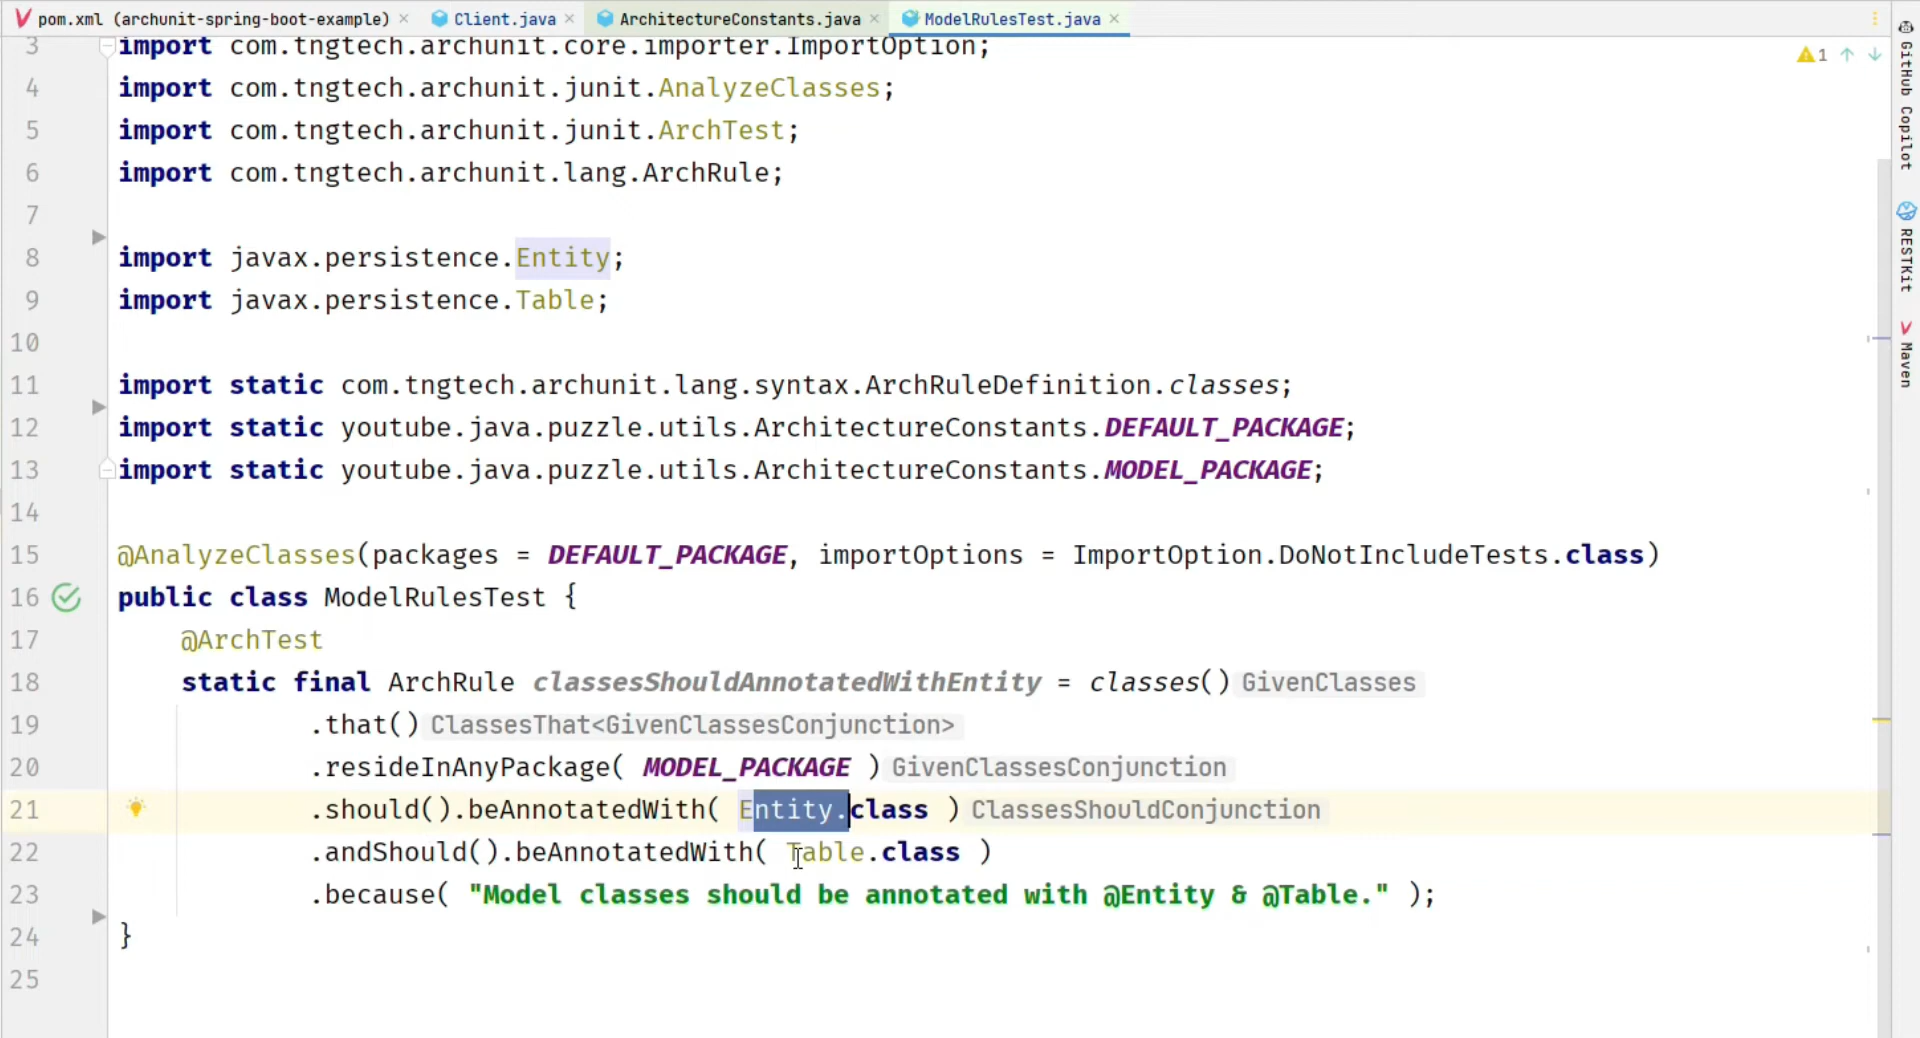 pom.xml (archunit-spring-boot-example)
Client.java
ArchitectureConstants.java
ModelRulesTest.java
3 import com.tngtech.archunit.core.importer.ImportOption;
4 import com.tngtech.archunit.junit.AnalyzeClasses;
5 import com.tngtech.archunit.junit.ArchTest;
6 import com.tngtech.archunit.lang.ArchRule;
7
8 import javax.persistence.Entity;
9 import javax.persistence.Table;
10
11 import static com.tngtech.archunit.lang.syntax.ArchRuleDefinition.classes;
12 import static youtube.java.puzzle.utils.ArchitectureConstants.DEFAULT_PACKAGE;
13 import static youtube.java.puzzle.utils.ArchitectureConstants.MODEL_PACKAGE;
14
15 @AnalyzeClasses(packages = DEFAULT_PACKAGE, importOptions = ImportOption.DoNotIncludeTests.class)
16 public class ModelRulesTest {
17 @ArchTest
18 static final ArchRule classesShouldAnnotatedWithEntity = classes() GivenClasses
19 .that() ClassesThat<GivenClassesConjunction>
20 .resideInAnyPackage( MODEL_PACKAGE ) GivenClassesConjunction
21 .should().beAnnotatedWith( Entity.class ) ClassesShouldConjunction
22 .andShould().beAnnotatedWith( Table.class )
23 .because( "Model classes should be annotated with @Entity & @Table." );
24 }
25
1
GitHub Copilot
RESTKit
Maven